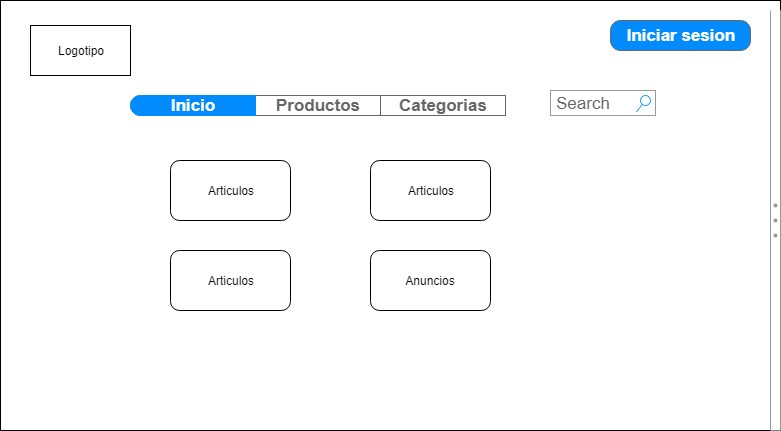 Logotipo
Iniciar sesion
Inicio
Productos
Categorias
Search
Articulos
Articulos
Articulos
Anuncios